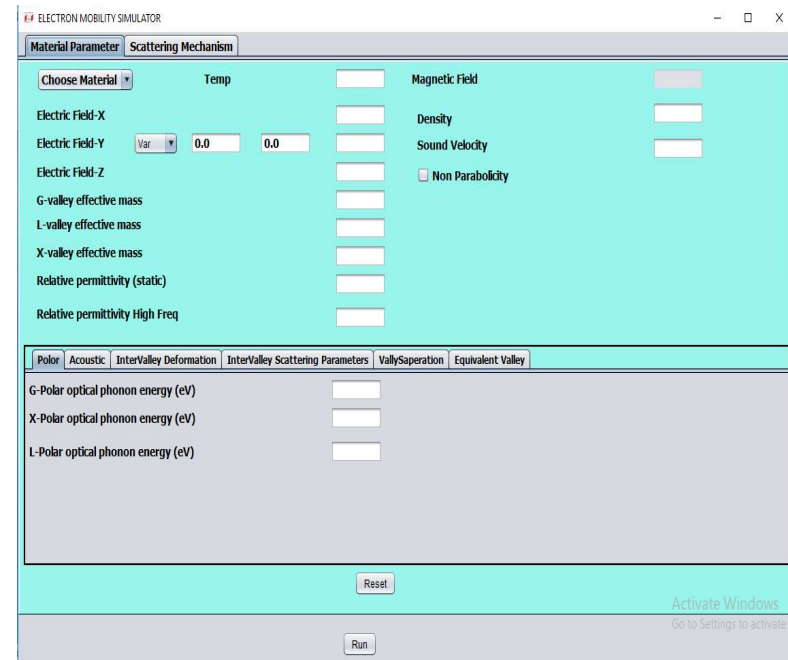 ELECTRON MOBILITY SIMULATOR
Material Parameter Scattering Mechanism
Choose Material Temp Magnetic Field
Electric Field-X Density
Electric Field-Y Var 0.0 0.0 Sound Velocity
Electric Field-Z Non Parabolicity
G-valley effective mass
L-valley effective mass
X-valley effective mass
Relative permittivity (static)
Relative permittivity High Freq
Polor Acoustic InterValley Deformation InterValley Scattering Parameters VallySaperation Equivalent Valley
G-Polar optical phonon energy (eV)
X-Polar optical phonon energy (eV)
L-Polar optical phonon energy (eV)
Reset
Activate Windows
Go to Settings to activate
Run